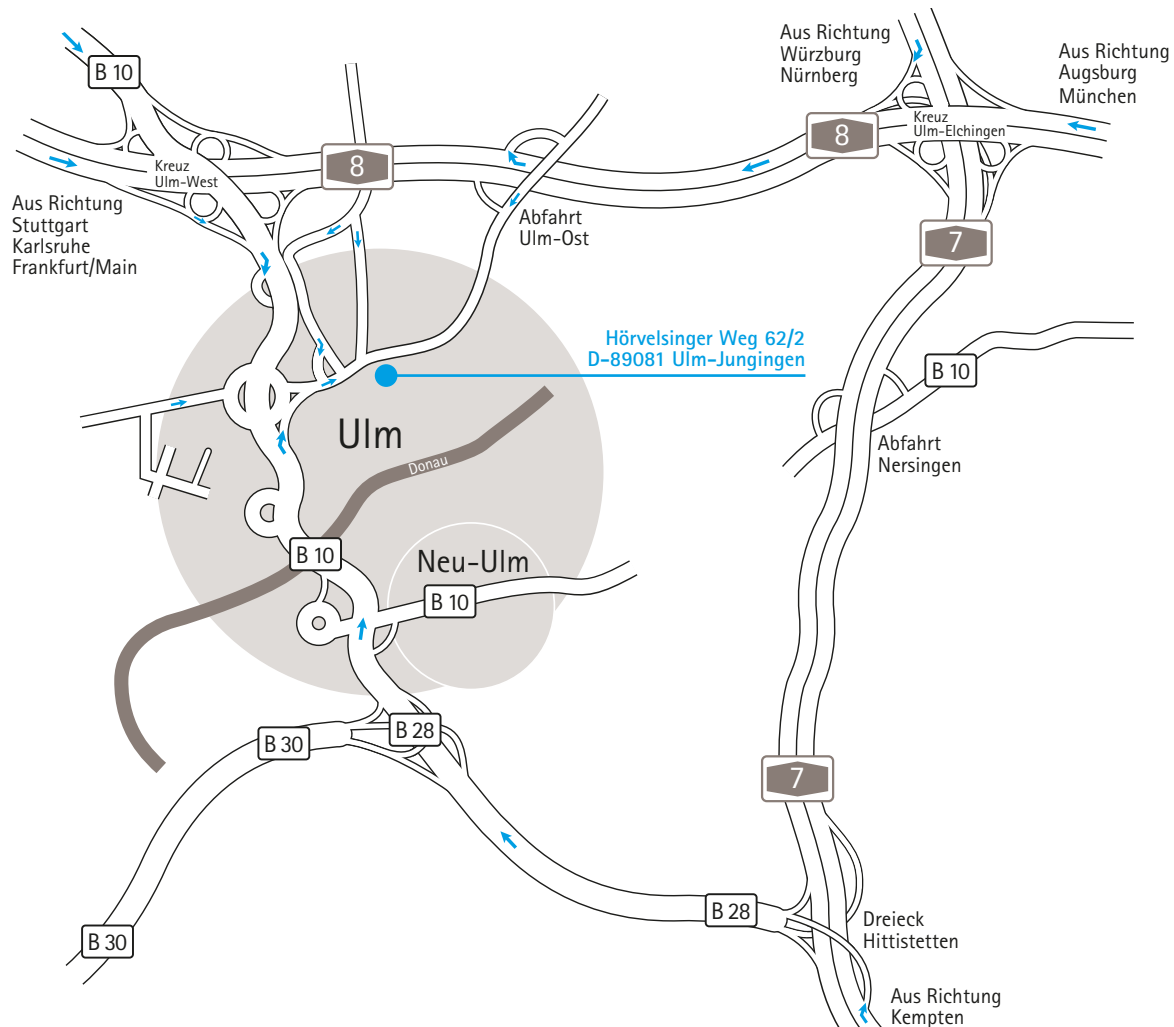 Aus Richtung
Würzburg
Nürnberg
Aus Richtung
Augsburg
München
B 10
8
Kreuz
Ulm-Elchingen
8
Kreuz
Ulm-West
Aus Richtung
Stuttgart
Karlsruhe
Frankfurt/Main
Abfahrt
Ulm-Ost
7
Hörvelsinger Weg 62/2
D-89081 Ulm-Jungingen
B 10
Ulm
Abfahrt
Nersingen
Donau
B 10
Neu-Ulm
B 10
B 28
B 30
7
B 28
Dreieck
Hittistetten
B 30
Aus Richtung
Kempten